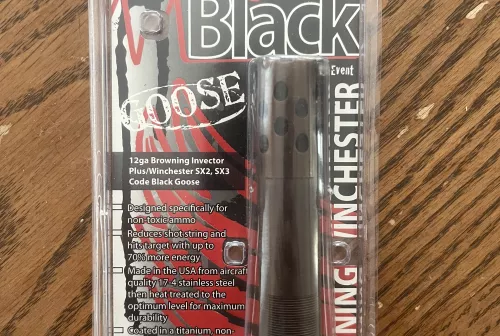 Black
Event
GOOSE
12ga Browning Invector
Plus/Winchester SX2, SX3
Code Black Goose
Designed specifically for
non-toxic ammo
Reduces shot string and
hits target with up to
70% more energy
Made in the USA from aircraf
quality 17-4 stainless steel
then heat treated to the
optimum level for maximum
durability
Coated in a titanium, non-
NING WINCHESTER